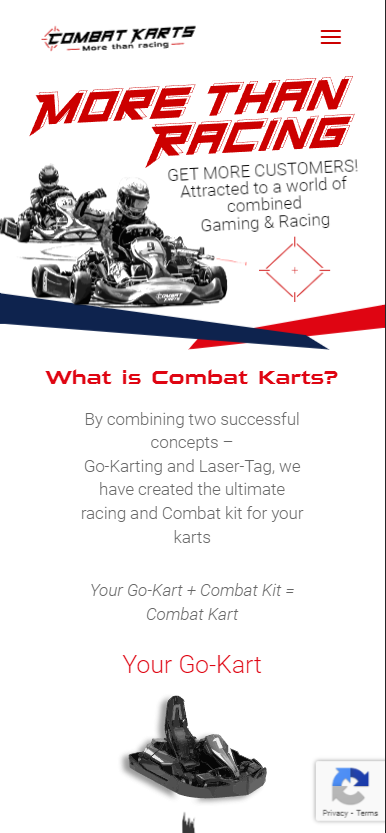 COMBAT KARTS
More than racing
MORE THAN
RACING
GET MORE CUSTOMERS!
Attracted to a world of
combined
Gaming & Racing
What is Combat Karts?
By combining two successful
concepts –
Go-Karting and Laser-Tag, we
have created the ultimate
racing and Combat kit for your
karts
Your Go-Kart + Combat Kit =
Combat Kart
Your Go-Kart
Privacy - Terms